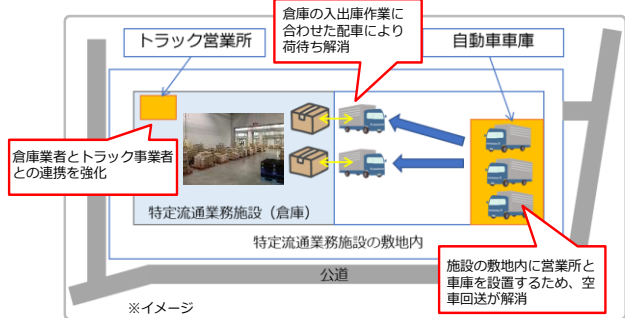 倉庫の入出庫作業に
合わせた配車により
荷待ち解消
トラック営業所
自動車車庫
倉庫業者とトラック事業者
との連携を強化
特定流通業務施設（倉庫）
特定流通業務施設の敷地内
施設の敷地内に営業所と
車庫を設置するため、空
車回送が解消
公道
※イメージ